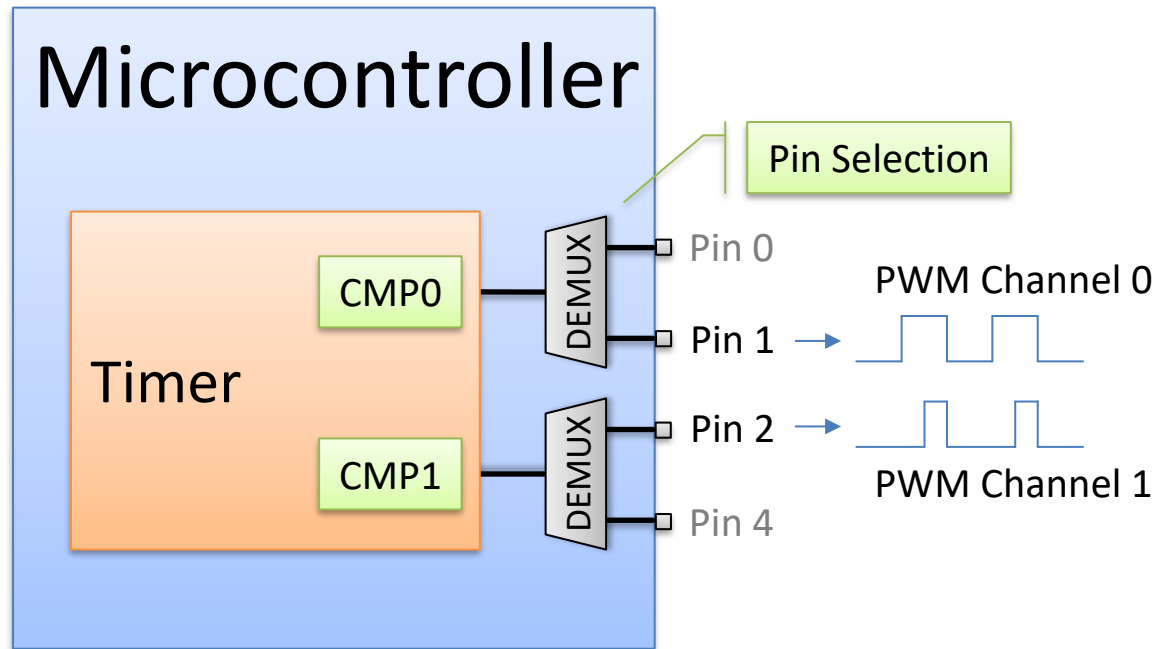 Microcontroller
Pin Selection
Timer
CMP0
DEMUX
Pin 0
Pin 1
PWM Channel 0
CMP1
DEMUX
Pin 2
Pin 4
PWM Channel 1